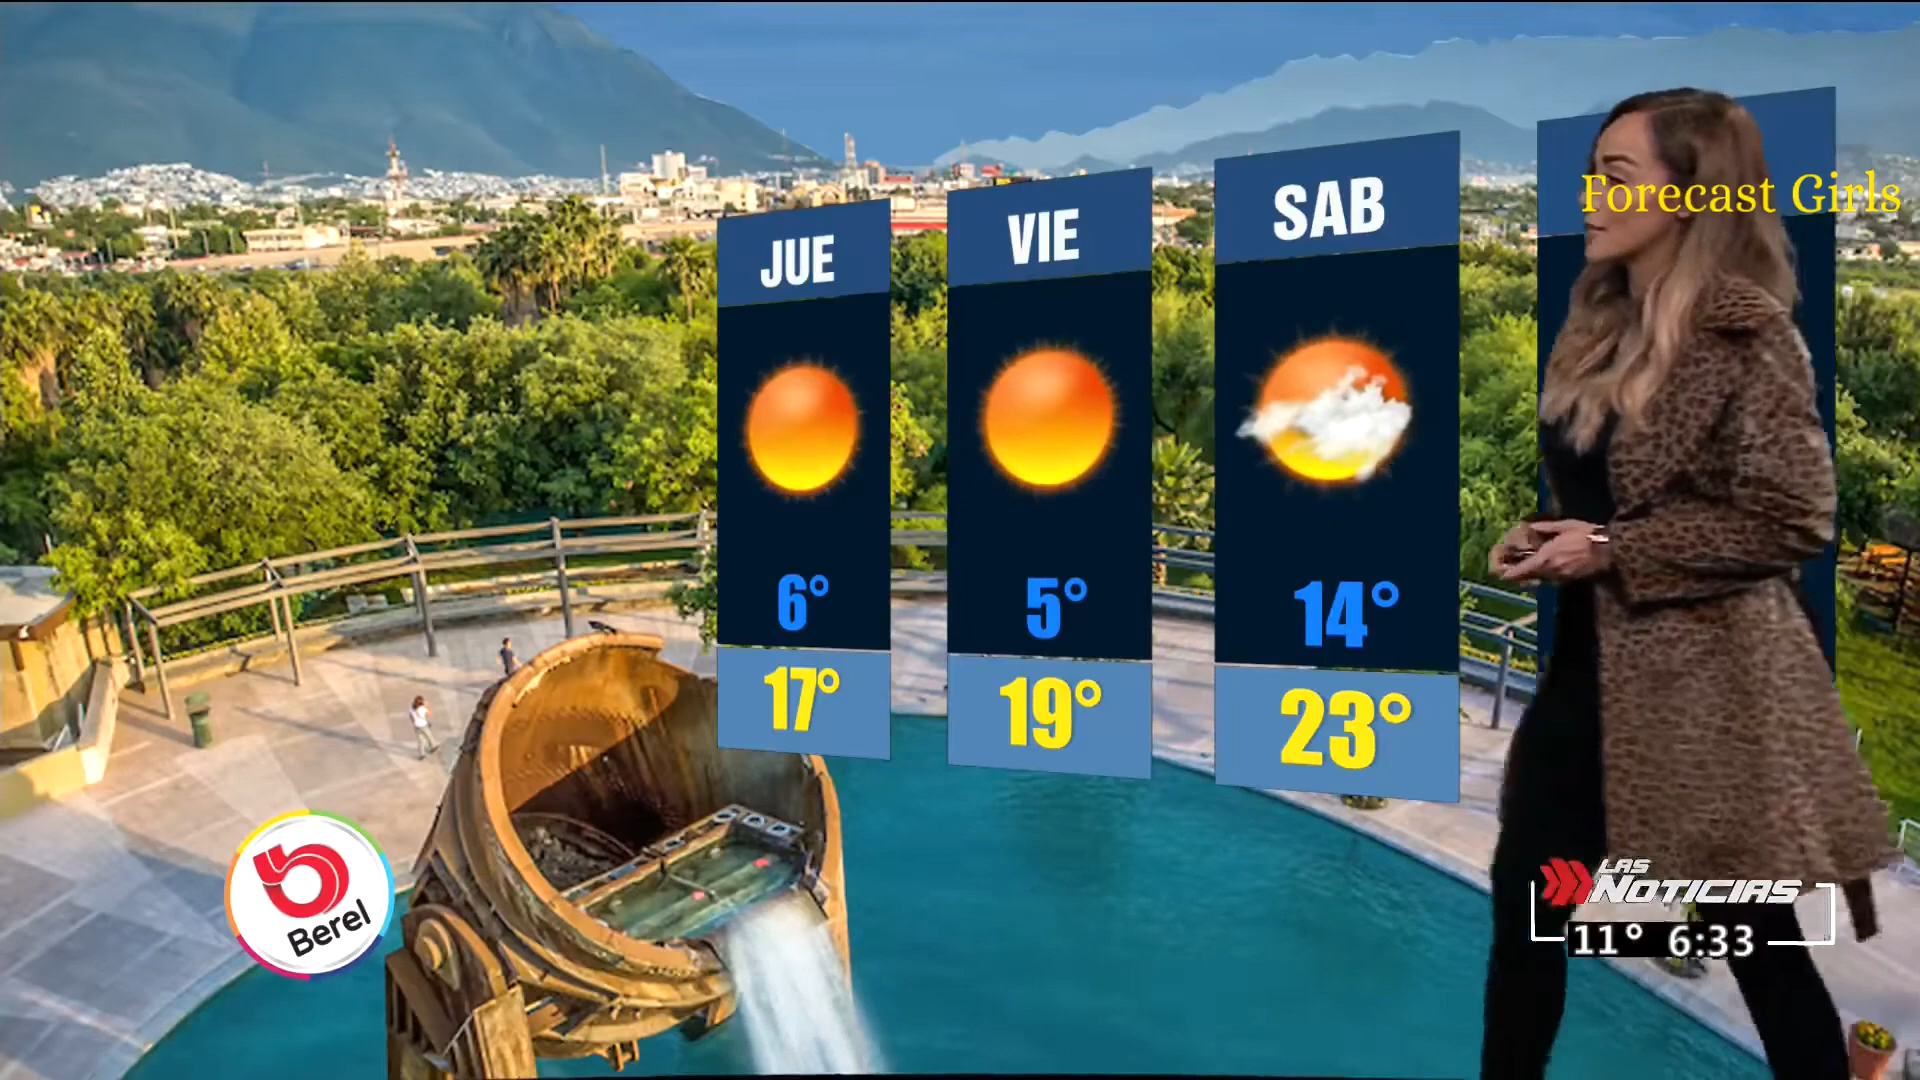 JUE
6°
17°
VIE
5°
19°
SAB
14°
23°
Forecast Girls
Berel
LAS
NOTICIAS
11° 6:33